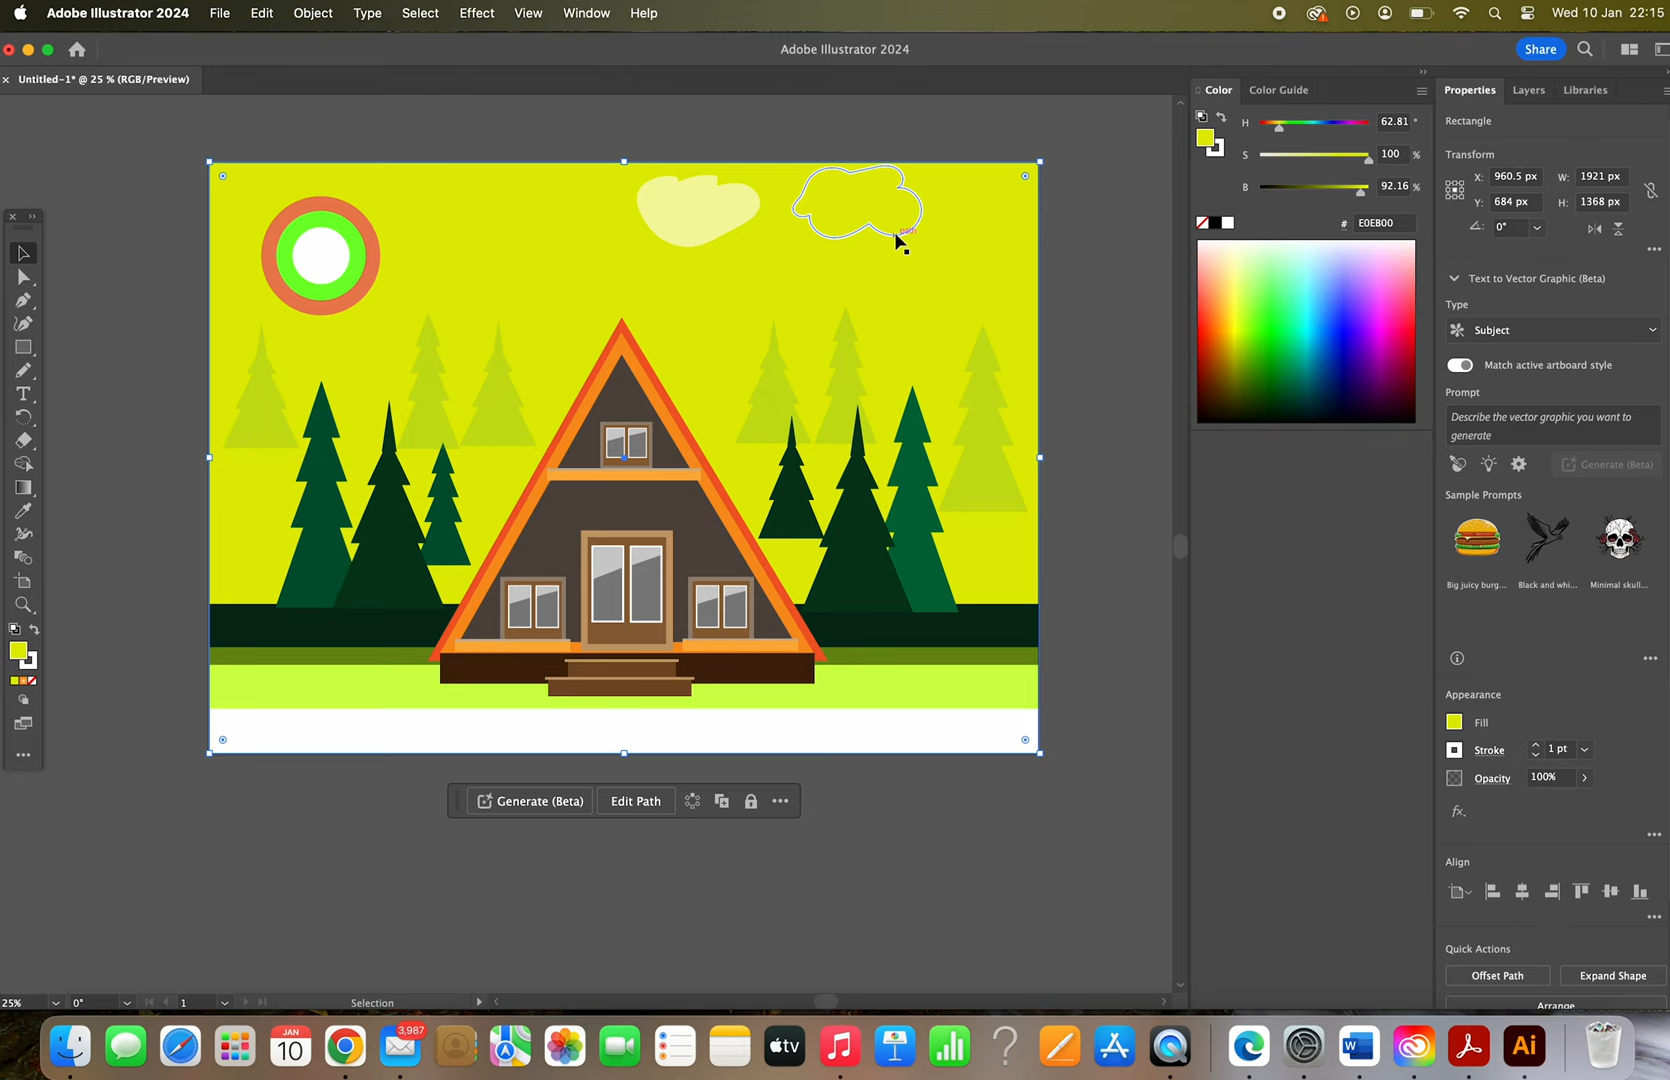 Adobe Illustrator 2024 File Edit Object Type Select Effect View Window Help Wed 10 Jan 22:15
Adobe Illustrator 2024 Share
Untitled-1* @ 25 % (RGB/Preview)
Color Color Guide
H 62.81 °
S 100 %
B 92.16 %
# E0EB00
Properties Layers Libraries
Rectangle
Transform
X: 960.5 px W: 1921 px
Y: 684 px H: 1368 px
0°
Text to Vector Graphic (Beta)
Type
Subject
Match active artboard style
Prompt
Describe the vector graphic you want to
generate
Generate (Beta)
Sample Prompts
Big juicy burg... Black and whi... Minimal skull...
Appearance
Fill
Stroke 1 pt
Opacity 100%
fx.
Align
Quick Actions
Offset Path Expand Shape
Arrange
path
Generate (Beta) Edit Path
25% 0° 1 Selection
JAN
10
3,987
tv
W
Ai